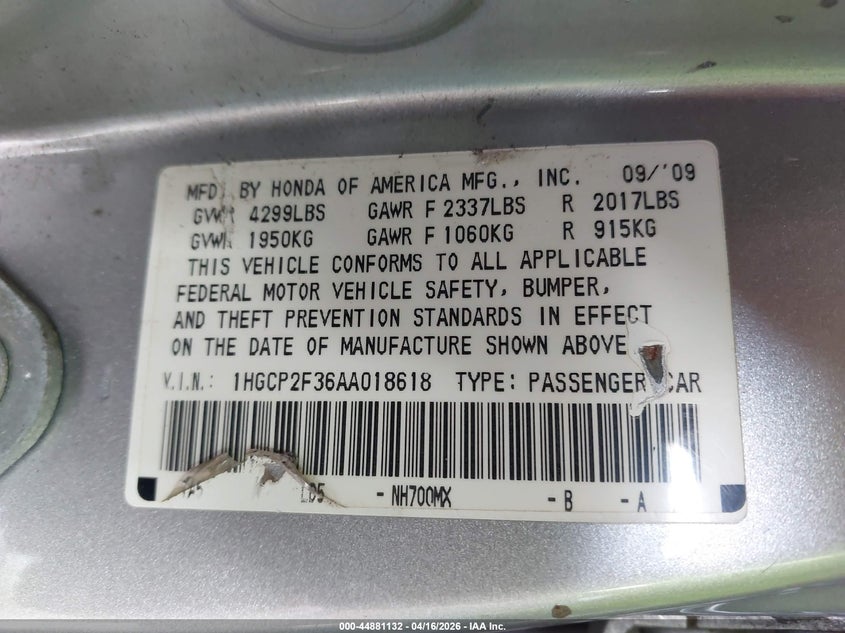 MFD. BY HONDA OF AMERICA MFG., INC. 09/'09
GVWR 4299LBS GAWR F 2337LBS R 2017LBS
GVWR 1950KG GAWR F 1060KG R 915KG
THIS VEHICLE CONFORMS TO ALL APPLICABLE
FEDERAL MOTOR VEHICLE SAFETY, BUMPER,
AND THEFT PREVENTION STANDARDS IN EFFECT
ON THE DATE OF MANUFACTURE SHOWN ABOVE
V.I.N.: 1HGCP2F36AA018618 TYPE: PASSENGER CAR
- NH700MX - B - A
000-44881132 - 04/16/2026 - IAA Inc.